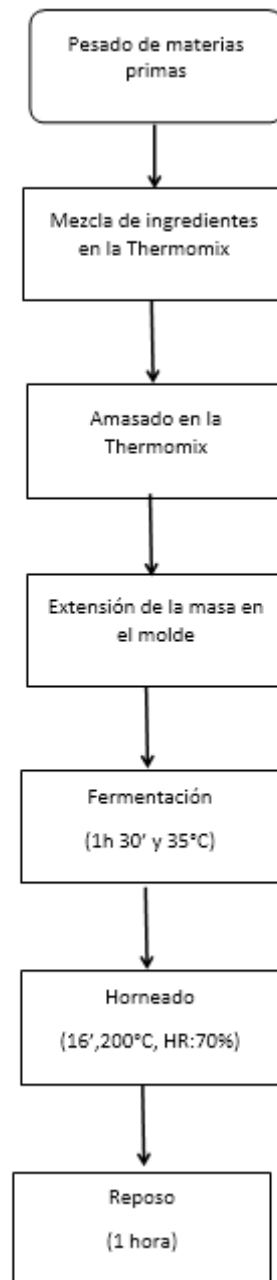 Pesado de materias
primas
Mezcla de ingredientes
en la Thermomix
Amasado en la
Thermomix
Extensión de la masa en
el molde
Fermentación
(1h 30’ y 35°C)
Horneado
(16’,200°C, HR:70%)
Reposo
(1 hora)